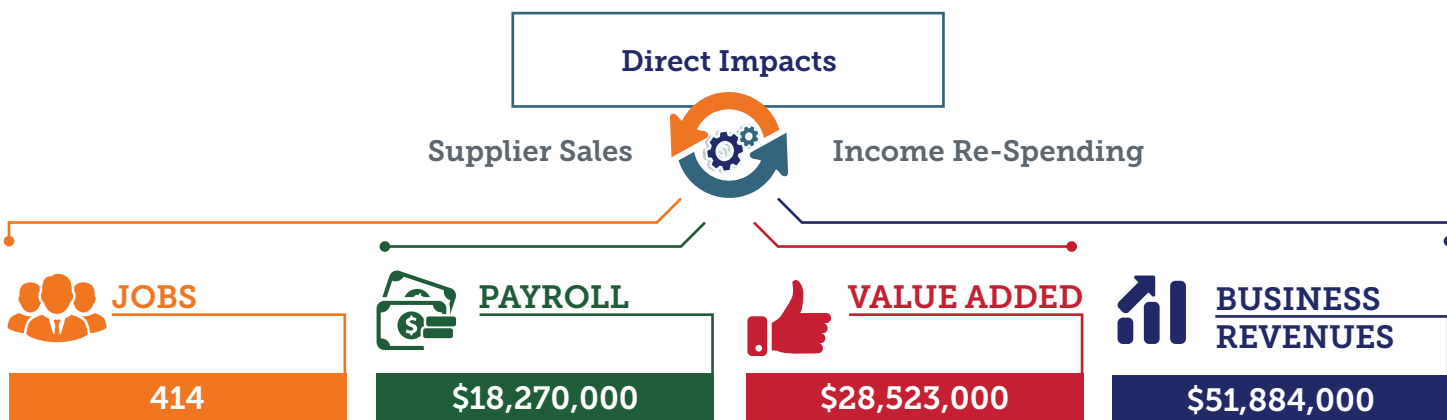 Direct Impacts
Supplier Sales
Income Re-Spending
JOBS
414
PAYROLL
$
$18,270,000
VALUE ADDED
$28,523,000
BUSINESS
REVENUES
$51,884,000